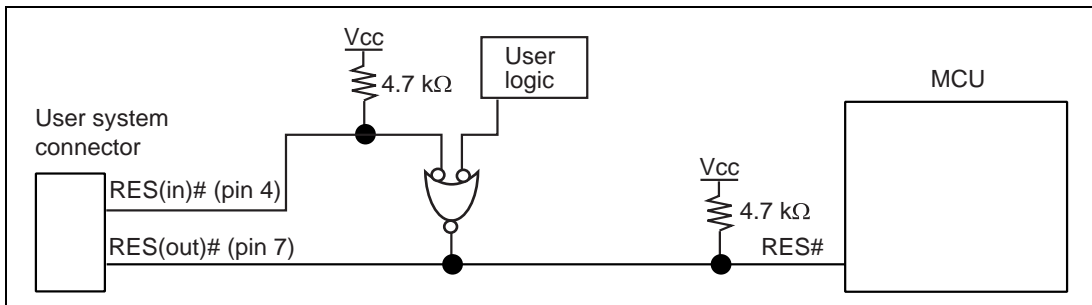 Vcc
4.7 kΩ
User
logic
MCU
User system
connector
RES(in)# (pin 4)
Vcc
4.7 kΩ
RES(out)# (pin 7)
RES#